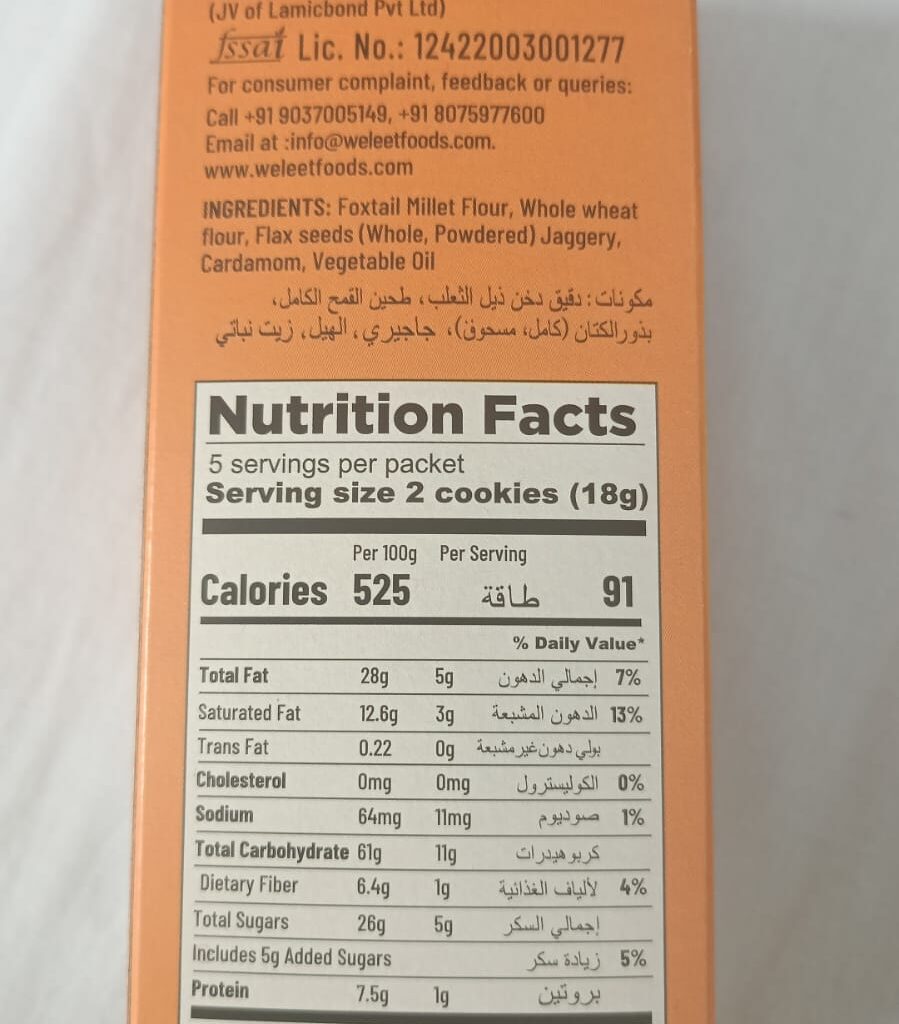 (JV of Lamicbond Pvt Ltd)
fssai Lic. No.: 12422003001277
For consumer complaint, feedback or queries:
Call +91 9037005149, +91 8075977600
Email at :info@weleetfoods.com.
www.weleetfoods.com
INGREDIENTS: Foxtail Millet Flour, Whole wheat
flour, Flax seeds (Whole, Powdered) Jaggery,
Cardamom, Vegetable Oil
مكونات: دقيق دخن ذيل الثعلب، طحين القمح الكامل،
بذورالكتان (كامل، مسحوق)، جاجيري، الهيل، زيت نباتي
Nutrition Facts
5 servings per packet
Serving size 2 cookies (18g)
Per 100g Per Serving
Calories 525 طاقة 91
% Daily Value*
Total Fat 28g 5g إجمالي الدهون 7%
Saturated Fat 12.6g 3g الدهون المشبعة 13%
Trans Fat 0.22 0g بولي دهون غير مشبعة
Cholesterol 0mg 0mg الكوليسترول 0%
Sodium 64mg 11mg صوديوم 1%
Total Carbohydrate 61g 11g كربوهيدرات
Dietary Fiber 6.4g 1g لألياف الغذائية 4%
Total Sugars 26g 5g إجمالي السكر
Includes 5g Added Sugars زيادة سكر 5%
Protein 7.5g 1g بروتين